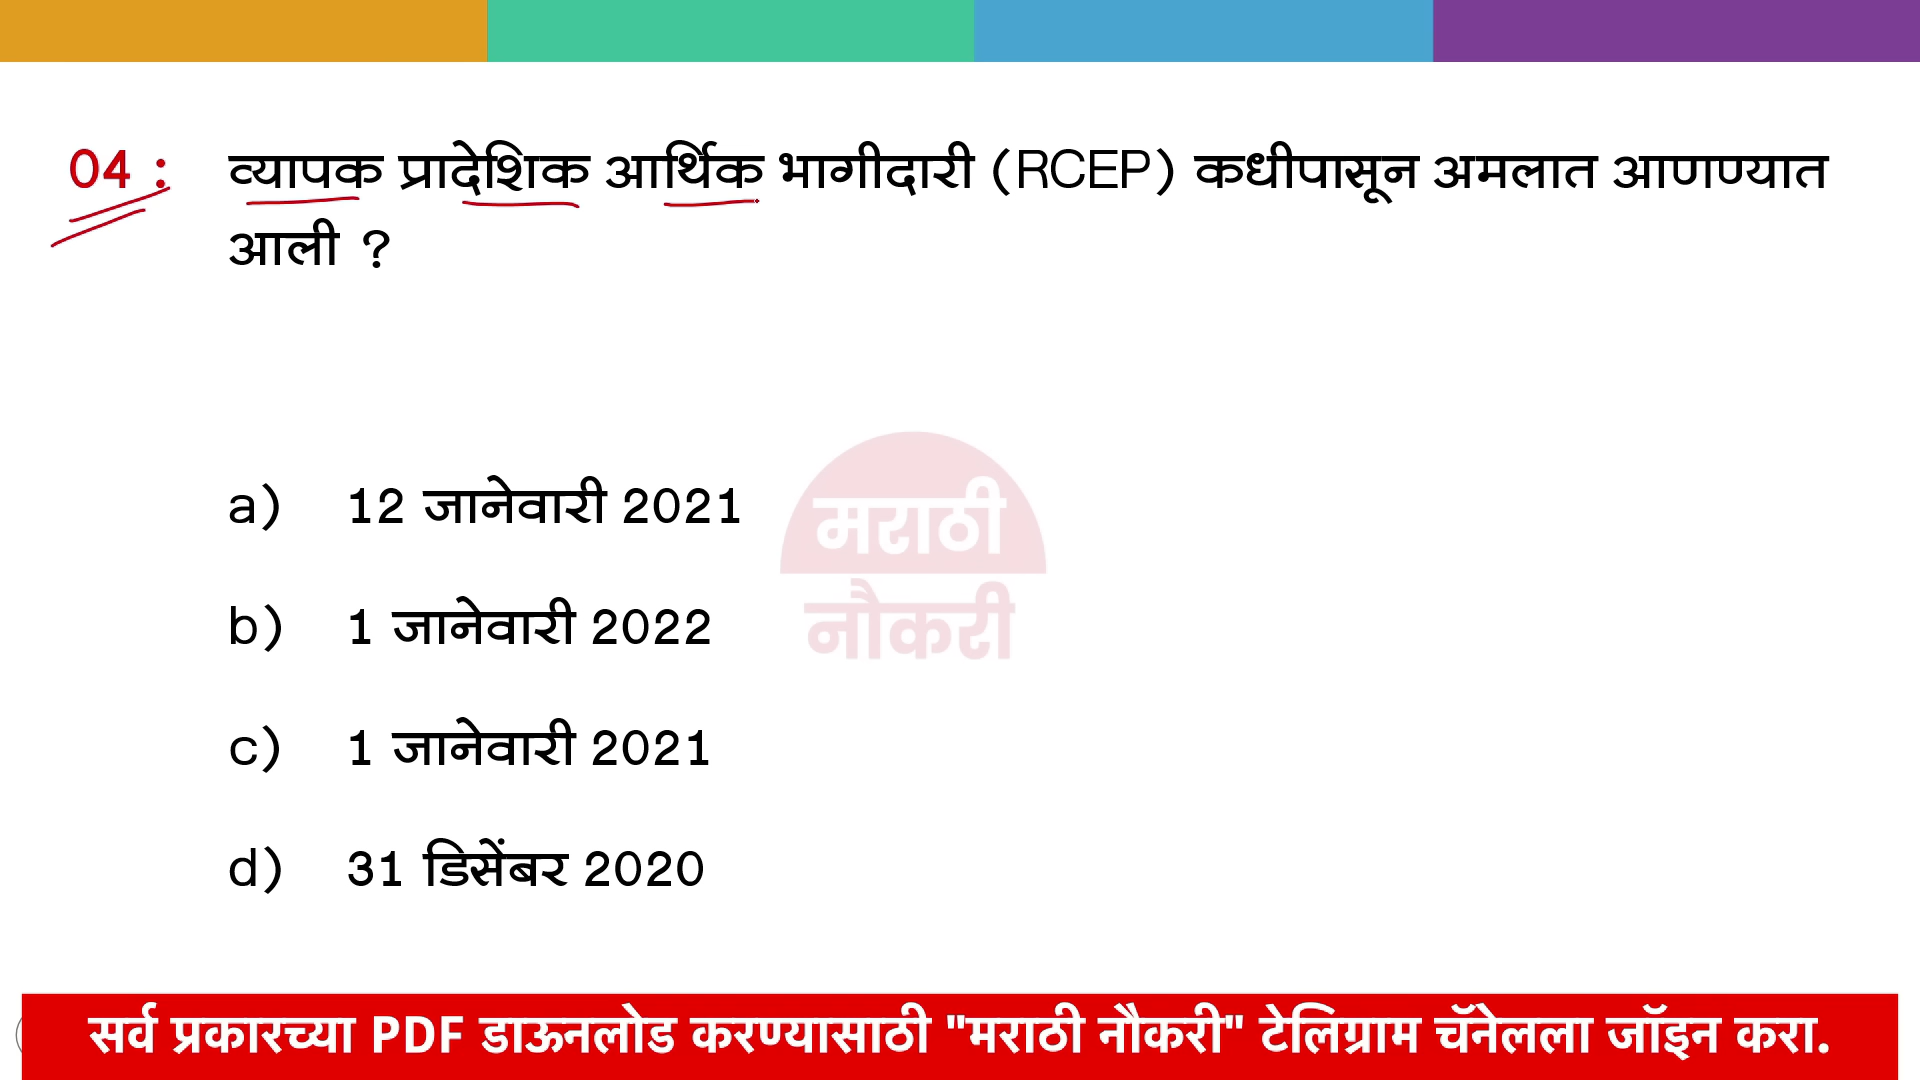 04 : व्यापक प्रादेशिक आर्थिक भागीदारी (RCEP) कधीपासून अमलात आणण्यात
आली ?
मराठी
नौकरी
a) 12 जानेवारी 2021
b) 1 जानेवारी 2022
c) 1 जानेवारी 2021
d) 31 डिसेंबर 2020
सर्व प्रकारच्या PDF डाऊनलोड करण्यासाठी "मराठी नौकरी" टेलिग्राम चॅनेलला जॉइन करा.